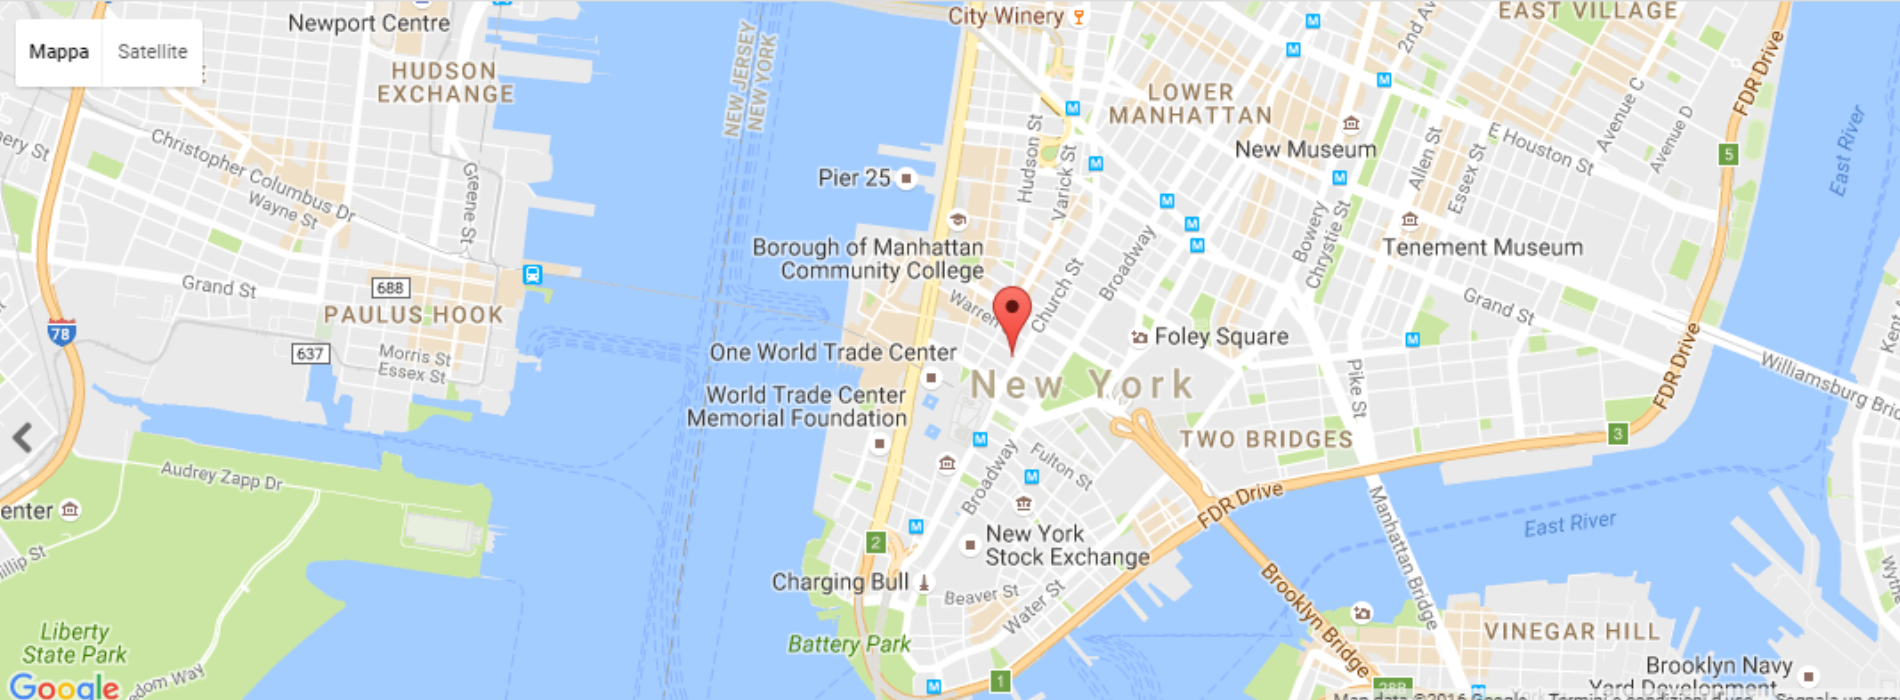 Newport Centre
City Winery
EAST VILLAGE
Mappa
Satellite
HUDSON
EXCHANGE
NEW JERSEY
NEW YORK
LOWER
MANHATTAN
2nd Av
FDR Drive
Avenue C
Avenue D
E Houston St
East River
Christopher Columbus Dr
Wayne St
Greene St
Pier 25
Hudson St
Varick St
New Museum
Allen St
Essex St
5
ery St
Borough of Manhattan
Community College
Broadway
Bowery
Chrystie St
Tenement Museum
Grand St
688
PAULUS HOOK
Warren
Church St
Foley Square
Grand St
78
637
Morris St
Essex St
One World Trade Center
World Trade Center
Memorial Foundation
New York
Pike St
FDR Drive
Williamsburg Bri
Kent
TWO BRIDGES
3
Audrey Zapp Dr
Broadway
Fulton St
FDR Drive
Manhattan Bridge
East River
enter
New York
Stock Exchange
2
illip St
Charging Bull
Beaver St
Water St
Brooklyn Bridge
Wythe
Liberty
State Park
Battery Park
VINEGAR HILL
Brooklyn Navy
Yard Development
edom Way
Google
1
28B
Map data ©2016 Google
Termini e condizioni d'uso